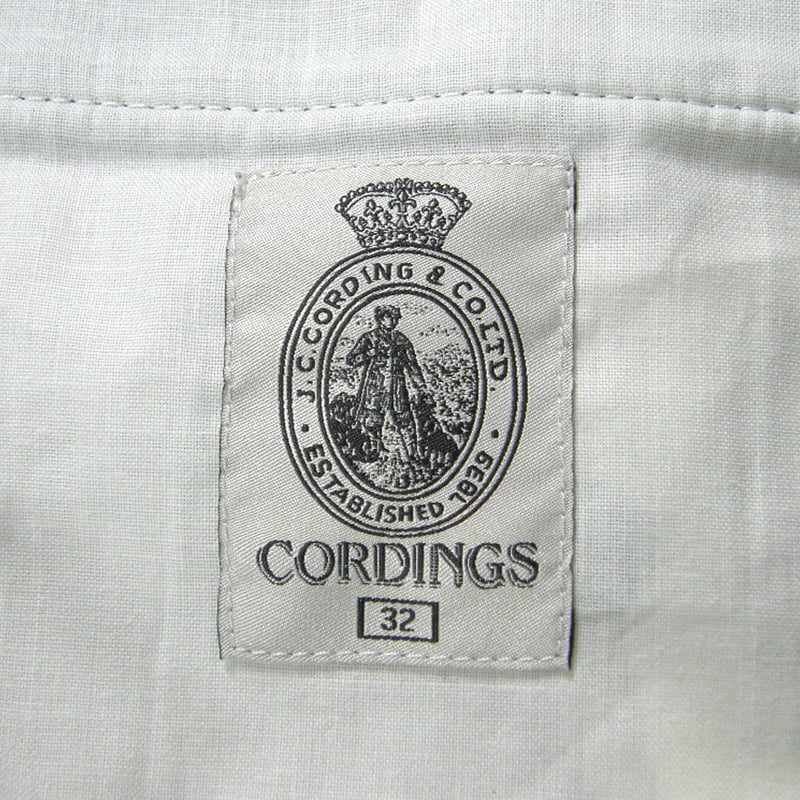 J.C.CORDING & CO.LTD.
· ESTABLISHED 1839 ·
CORDINGS
32